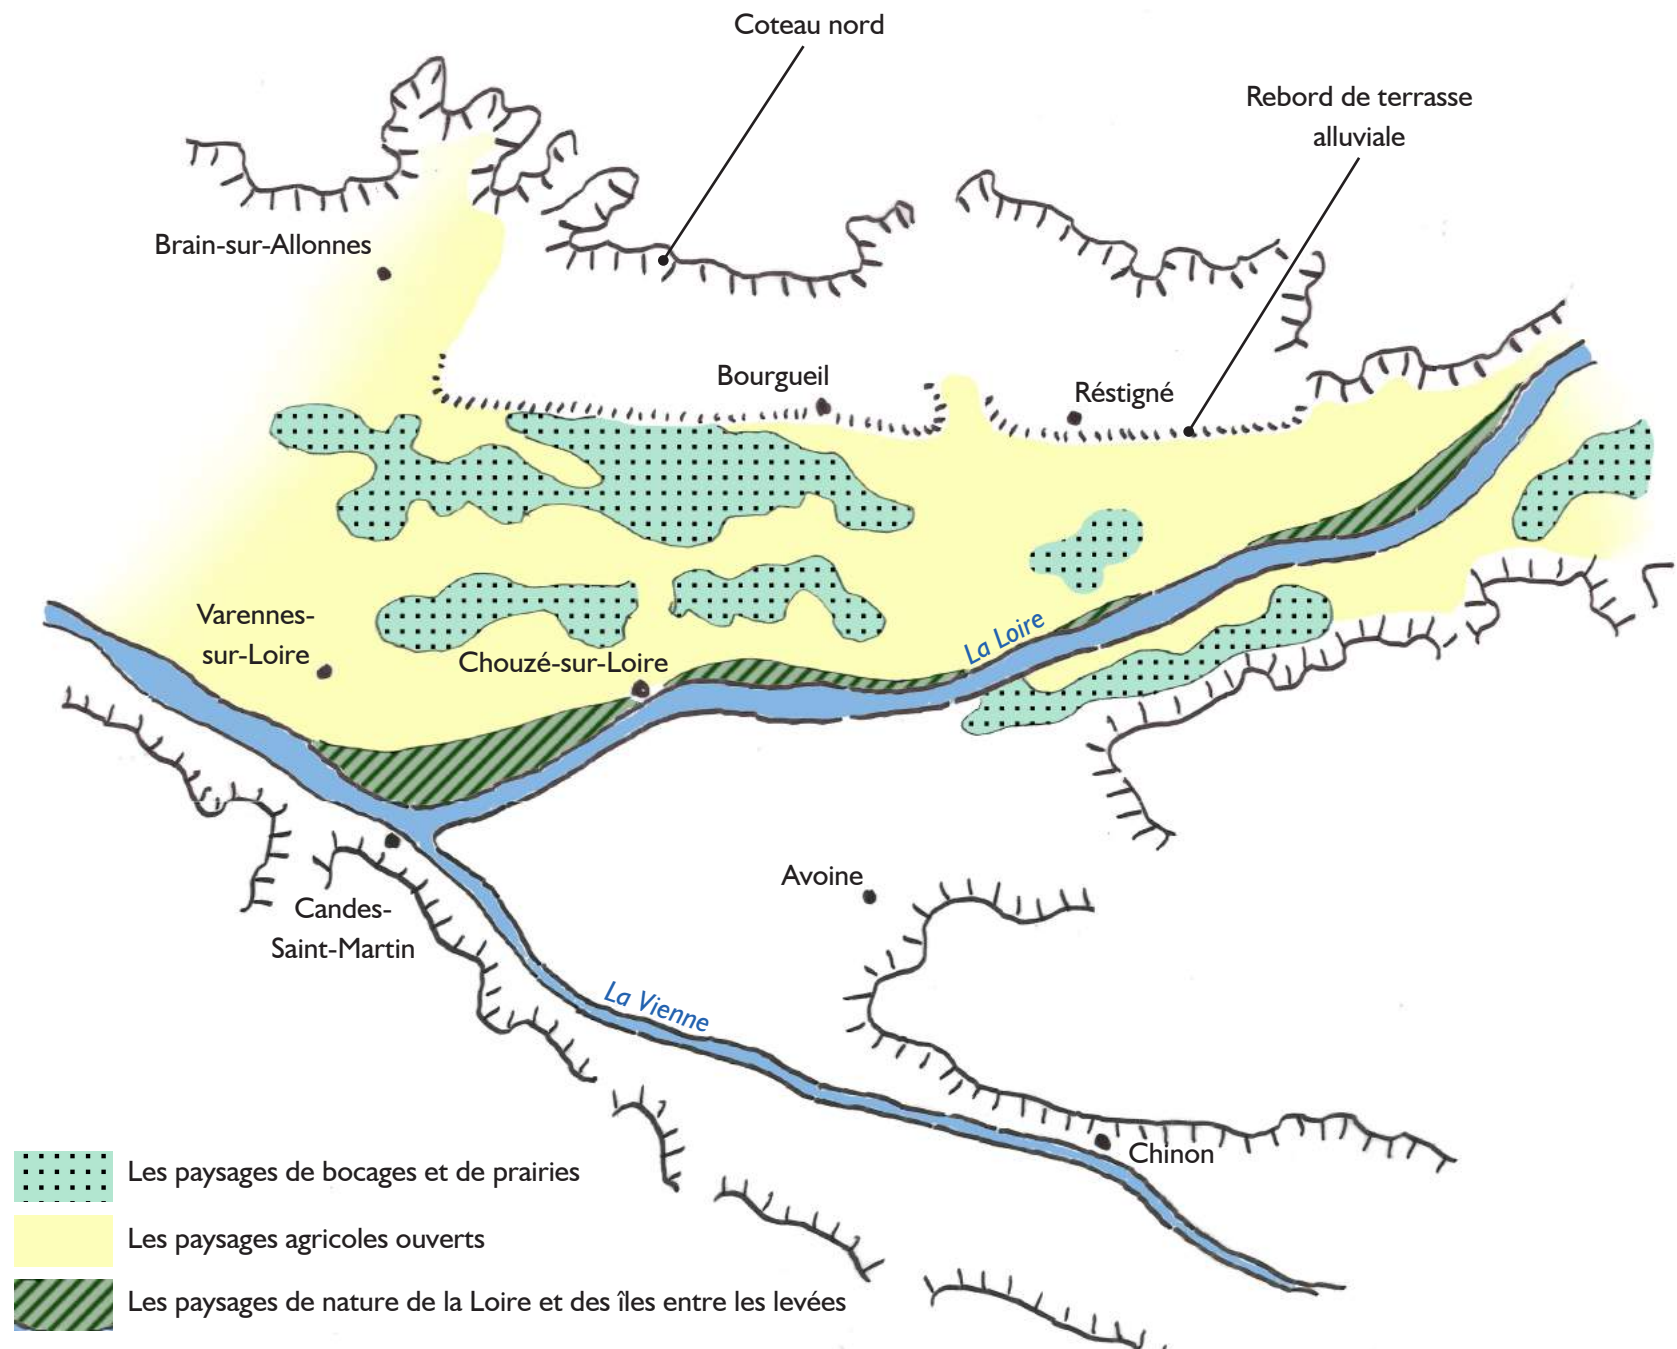 Coteau nord
Rebord de terrasse
alluviale
Brain-sur-Allonnes
Bourgueil
Réstigné
Varennes-
sur-Loire
Chouzé-sur-Loire
La Loire
Avoine
Candes-
Saint-Martin
La Vienne
Chinon
Les paysages de bocages et de prairies
Les paysages agricoles ouverts
Les paysages de nature de la Loire et des îles entre les levées